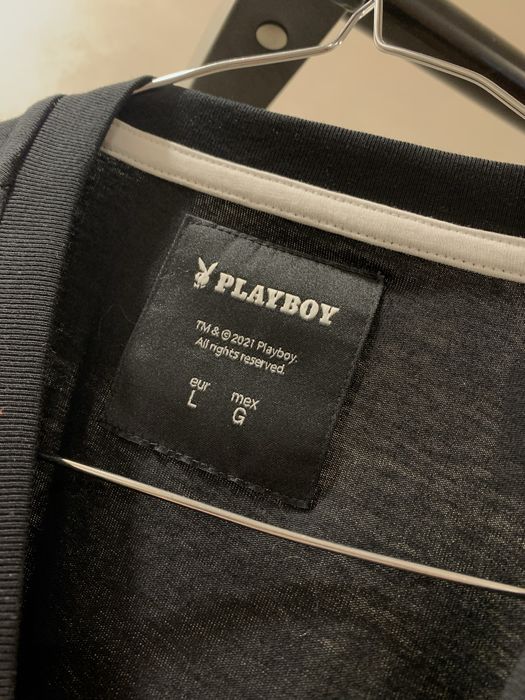 PLAYBOY
TM & © 2021 Playboy.
All rights reserved.
eur mex
L G